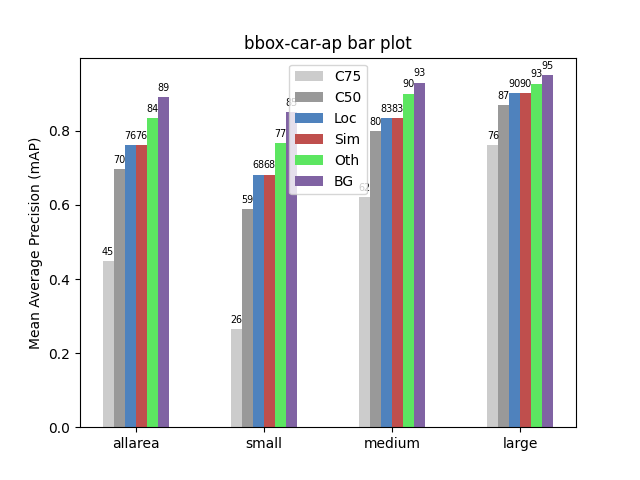 bbox-car-ap bar plot
Mean Average Precision (mAP)
0.8
0.6
0.4
0.2
0.0
45 70 76 76 84 89
26 59 68 68 77
62 80 83 83 90 93
76 87 90 90 93 95
C75
C50
Loc
Sim
Oth
BG
allarea small medium large